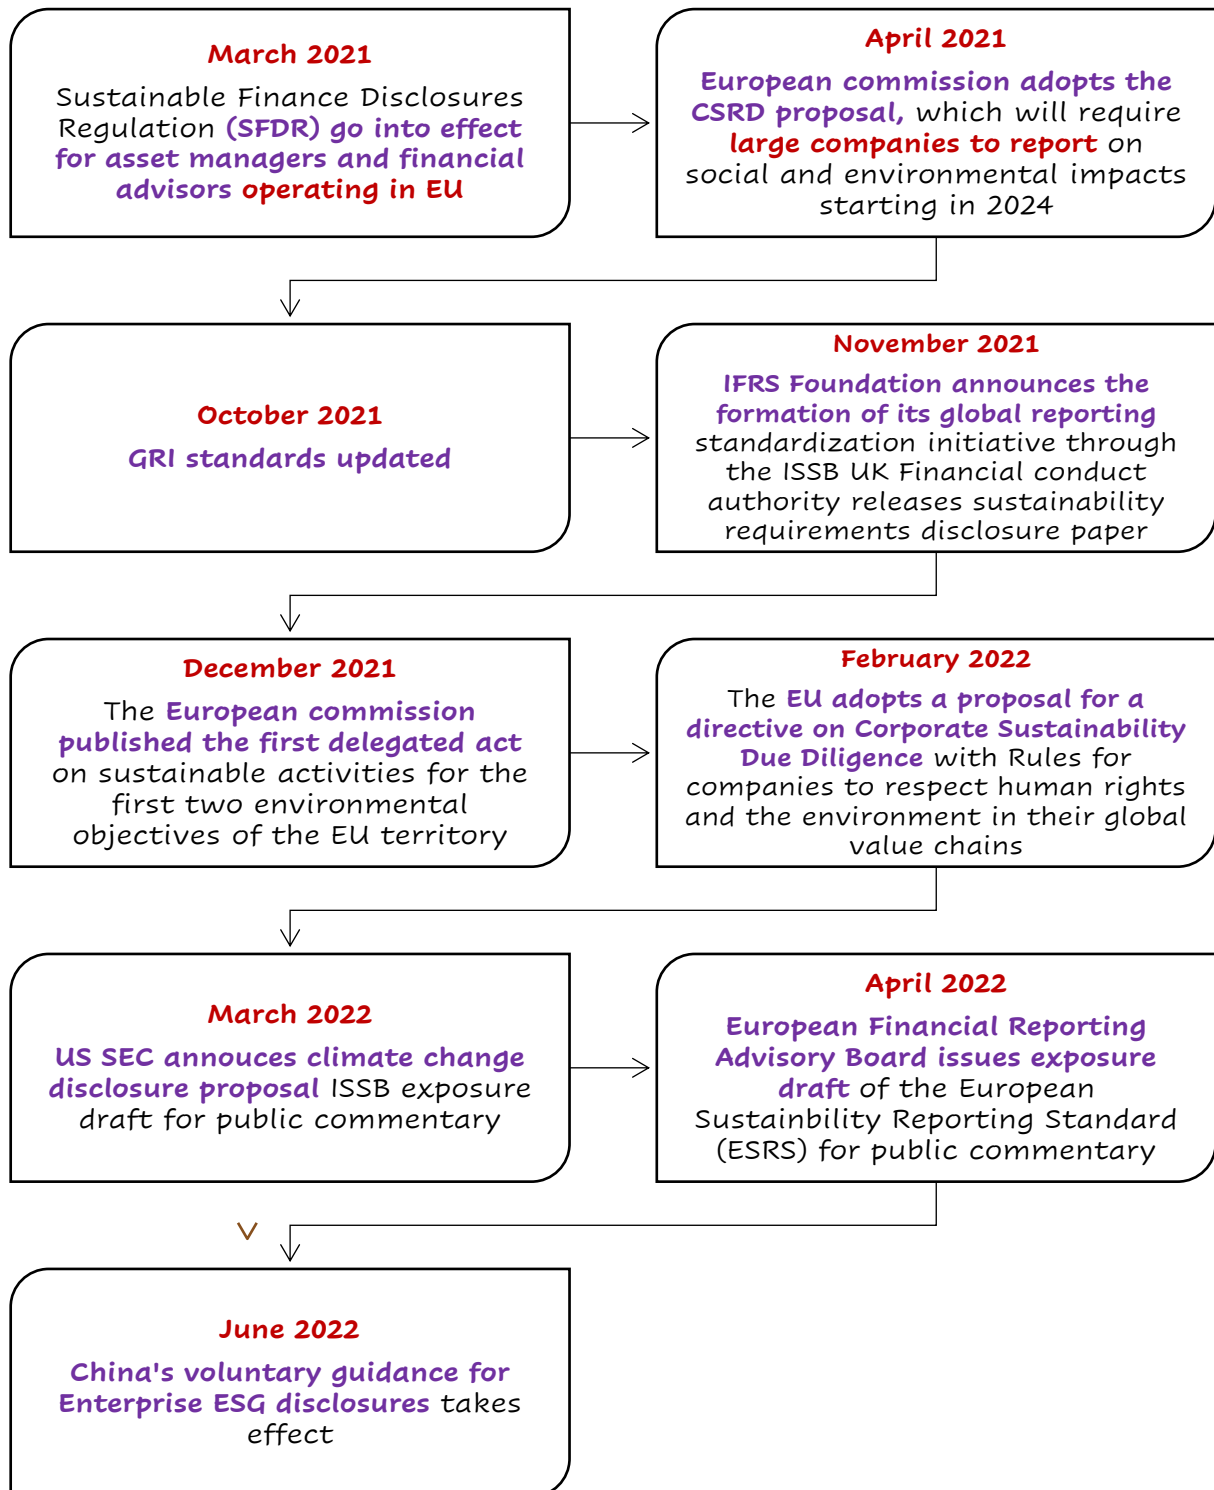 March 2021
Sustainable Finance Disclosures
Regulation (SFDR) go into effect
for asset managers and financial
advisors operating in EU
April 2021
European commission adopts the
CSRD proposal, which will require
large companies to report on
social and environmental impacts
starting in 2024
October 2021
GRI standards updated
November 2021
IFRS Foundation announces the
formation of its global reporting
standardization initiative through
the ISSB UK Financial conduct
authority releases sustainability
requirements disclosure paper
December 2021
The European commission
published the first delegated act
on sustainable activities for the
first two environmental
objectives of the EU territory
February 2022
The EU adopts a proposal for a
directive on Corporate Sustainability
Due Diligence with Rules for
companies to respect human rights
and the environment in their global
value chains
March 2022
US SEC annouces climate change
disclosure proposal ISSB exposure
draft for public commentary
April 2022
European Financial Reporting
Advisory Board issues exposure
draft of the European
Sustainbility Reporting Standard
(ESRS) for public commentary
June 2022
China's voluntary guidance for
Enterprise ESG disclosures takes
effect